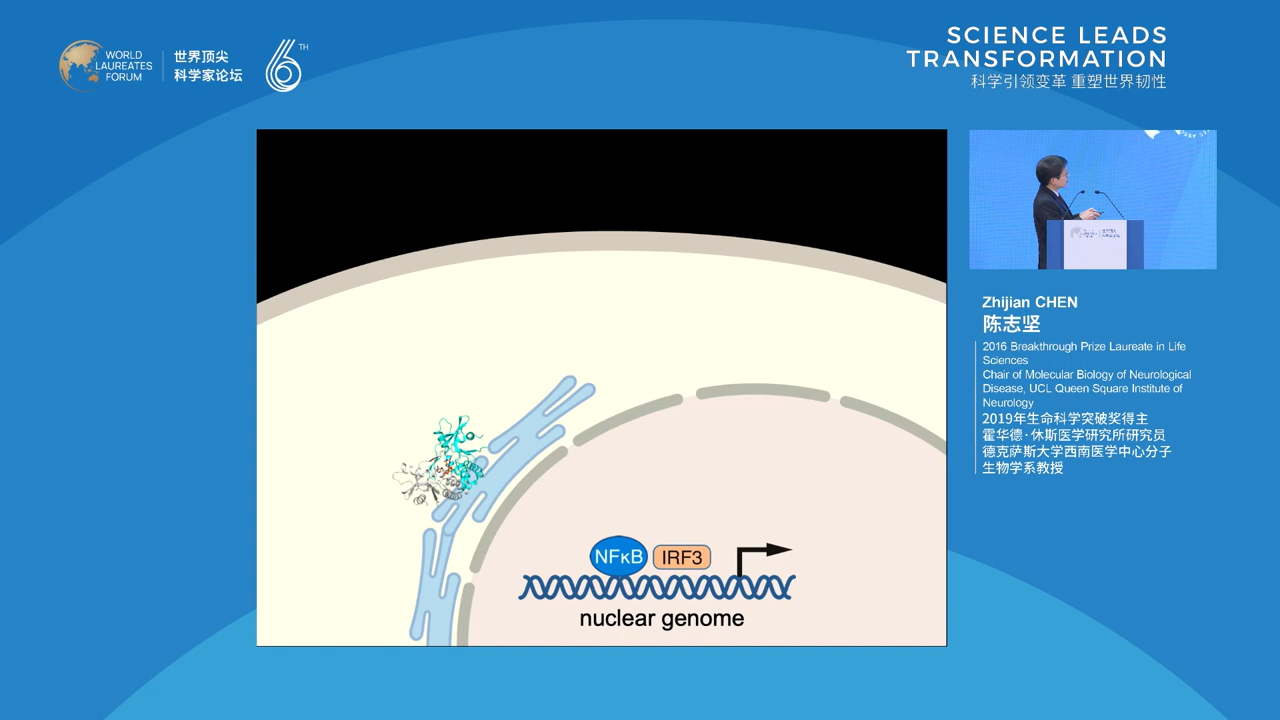 WORLD
LAUREATES
FORUM
世界顶尖
科学家论坛
6TH
SCIENCE LEADS
TRANSFORMATION
科学引领变革 重塑世界韧性
NFκB
IRF3
nuclear genome
Zhijian CHEN
陈志坚
2016 Breakthrough Prize Laureate in Life
Sciences
Chair of Molecular Biology of Neurological
Disease, UCL Queen Square Institute of
Neurology
2019年生命科学突破奖得主
霍华德·休斯医学研究所研究员
德克萨斯大学西南医学中心分子
生物学系教授